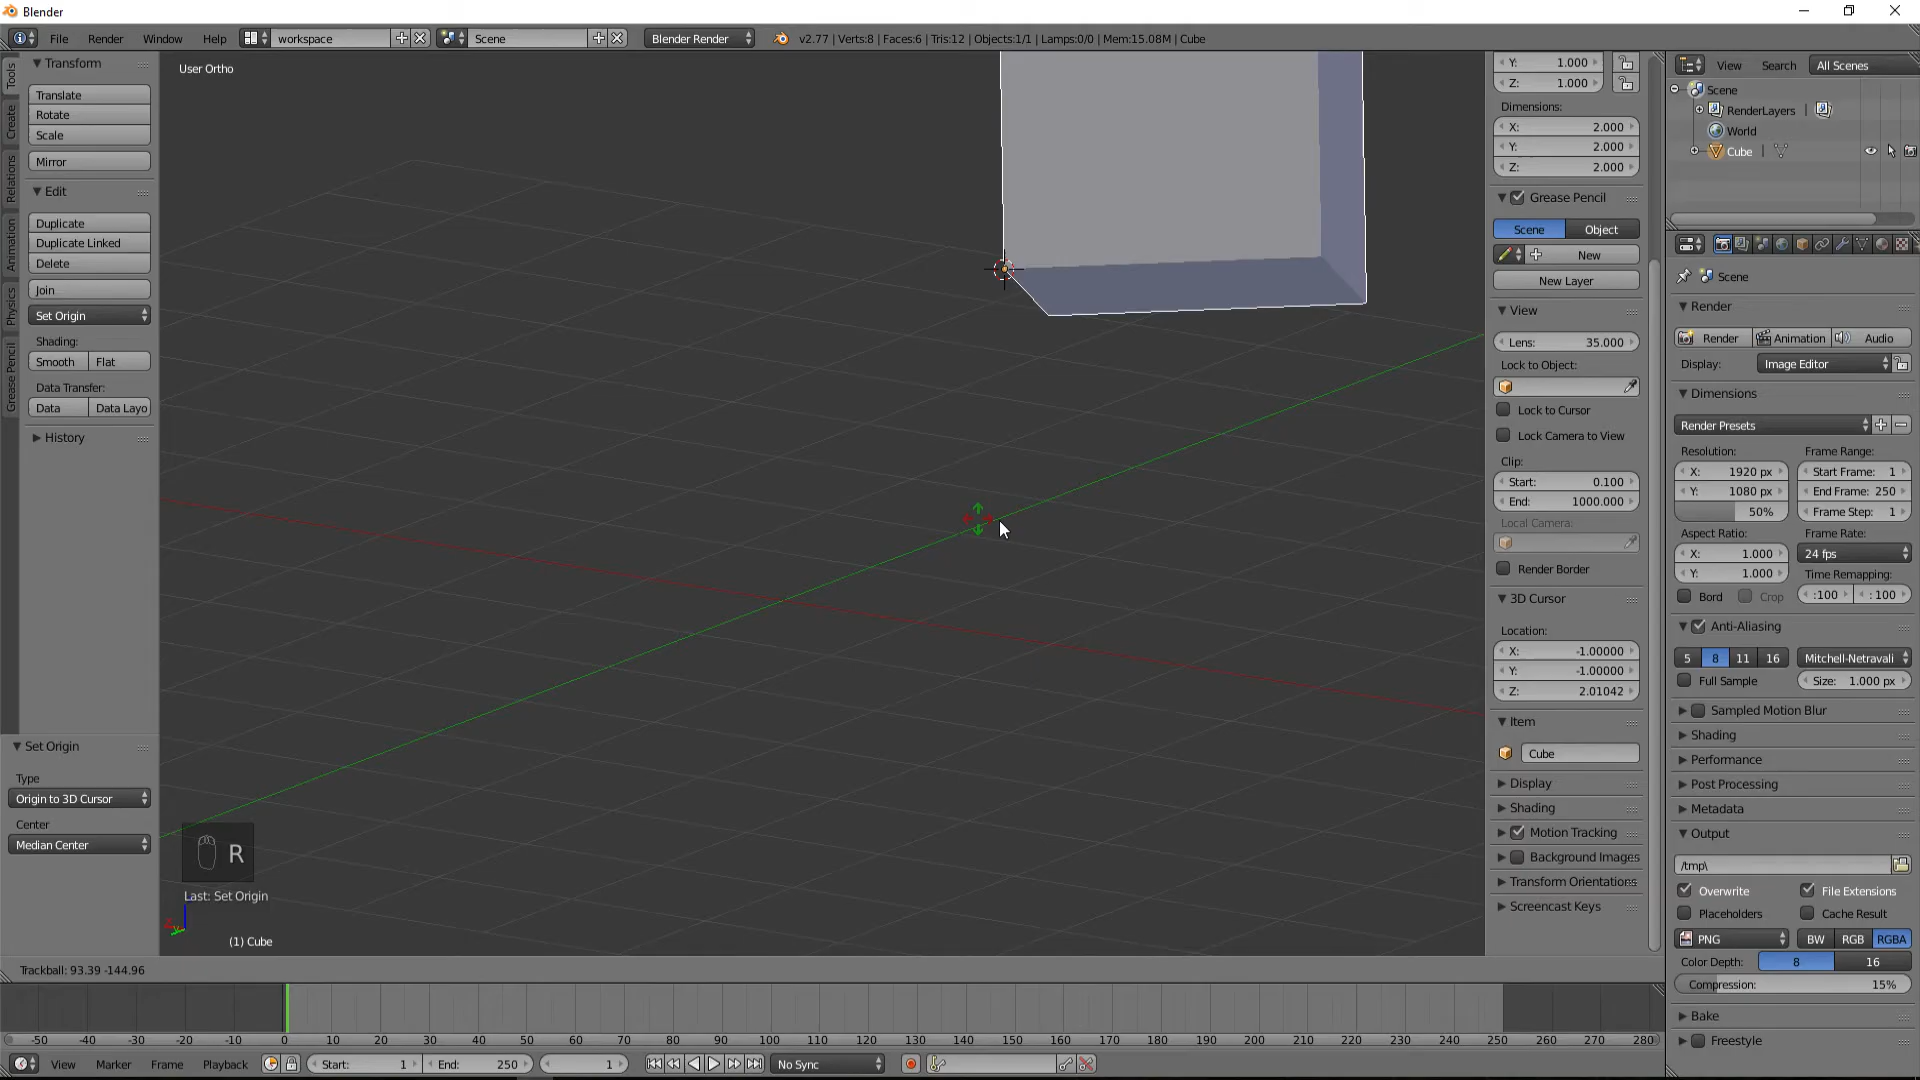 Blender
File Render Window Help workspace Scene Blender Render v2.77 | Verts:8 | Faces:6 | Tris:12 | Objects:1/1 | Lamps:0/0 | Mem:15.08M | Cube
Tools
Create
Relations
Animation
Physics
Grease Pencil
Transform
Translate
Rotate
Scale
Mirror
Edit
Duplicate
Duplicate Linked
Delete
Join
Set Origin
Shading:
Smooth Flat
Data Transfer:
Data Data Layo
History
Set Origin
Type
Origin to 3D Cursor
Center
Median Center
User Ortho
R
Last: Set Origin
(1) Cube
Trackball: 93.39 -144.96
Y: 1.000
Z: 1.000
Dimensions:
X: 2.000
Y: 2.000
Z: 2.000
Grease Pencil
Scene Object
New
New Layer
View
Lens: 35.000
Lock to Object:
Lock to Cursor
Lock Camera to View
Clip:
Start: 0.100
End: 1000.000
Local Camera:
Render Border
3D Cursor
Location:
X: -1.00000
Y: -1.00000
Z: 2.01042
Item
Cube
Display
Shading
Motion Tracking
Background Images
Transform Orientations
Screencast Keys
View Search All Scenes
Scene
RenderLayers
World
Cube
Scene
Render
Render Animation Audio
Display: Image Editor
Dimensions
Render Presets
Resolution: Frame Range:
X: 1920 px Start Frame: 1
Y: 1080 px End Frame: 250
50% Frame Step: 1
Aspect Ratio: Frame Rate:
X: 1.000 24 fps
Y: 1.000 Time Remapping:
Bord Crop :100 : 100
Anti-Aliasing
5 8 11 16 Mitchell-Netravali
Full Sample Size: 1.000 px
Sampled Motion Blur
Shading
Performance
Post Processing
Metadata
Output
/tmp\
Overwrite File Extensions
Placeholders Cache Result
PNG BW RGB RGBA
Color Depth: 8 16
Compression: 15%
Bake
Freestyle
-50 -40 -30 -20 -10 0 10 20 30 40 50 60 70 80 90 100 110 120 130 140 150 160 170 180 190 200 210 220 230 240 250 260 270 280
View Marker Frame Playback Start: 1 End: 250 1 No Sync